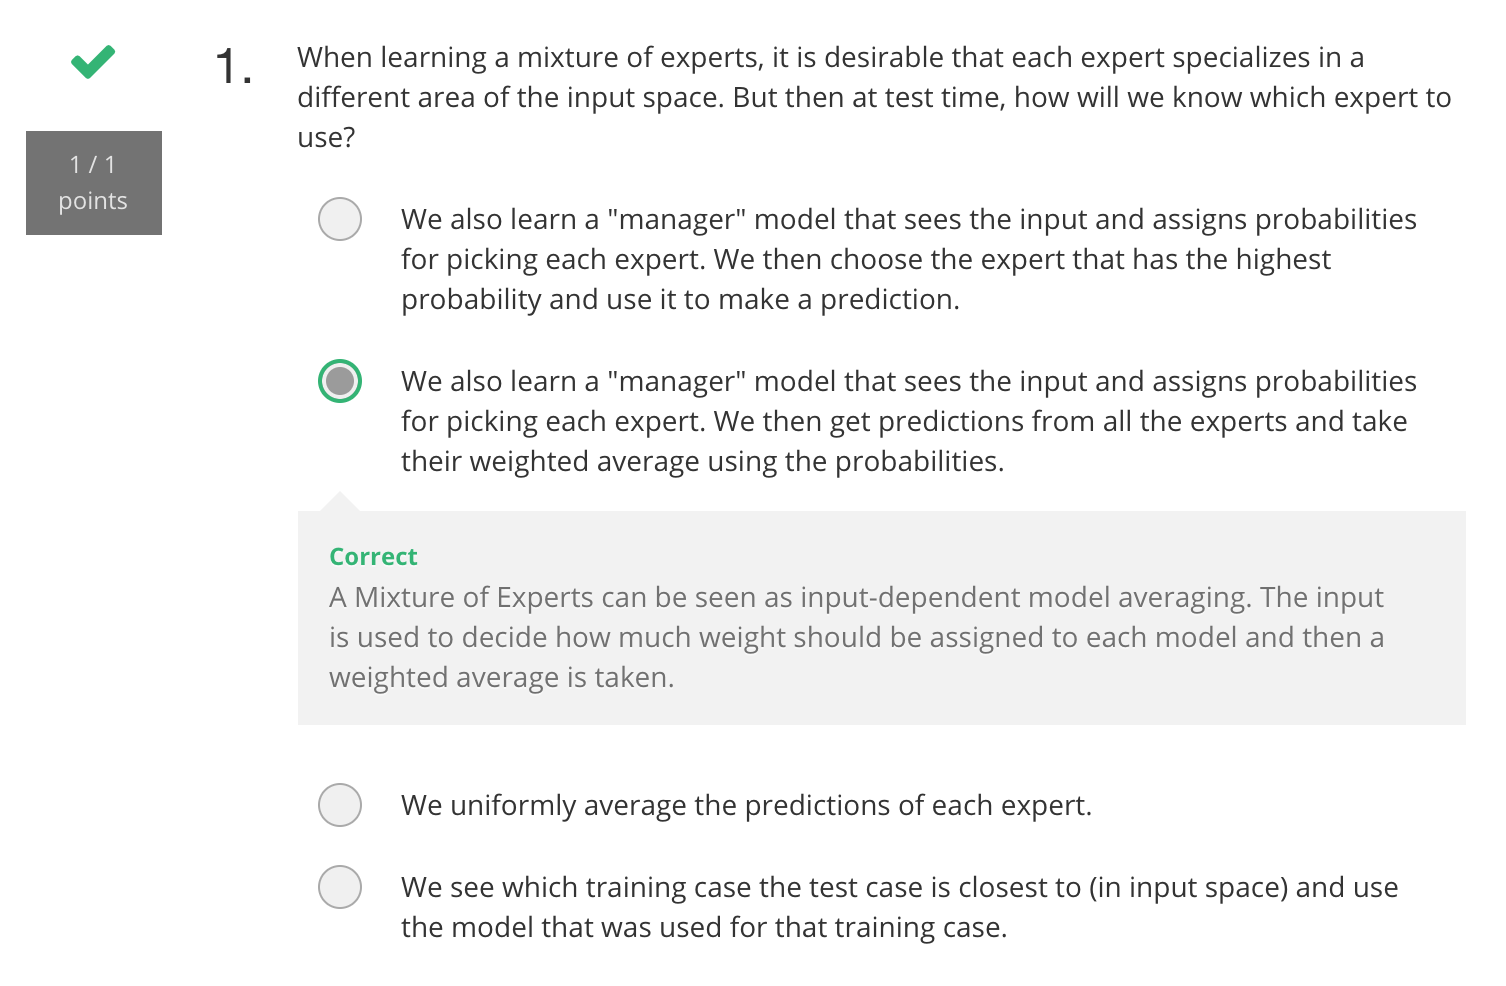 1.
When learning a mixture of experts, it is desirable that each expert specializes in a
different area of the input space. But then at test time, how will we know which expert to
use?
1 / 1
points
We also learn a "manager" model that sees the input and assigns probabilities
for picking each expert. We then choose the expert that has the highest
probability and use it to make a prediction.
We also learn a "manager" model that sees the input and assigns probabilities
for picking each expert. We then get predictions from all the experts and take
their weighted average using the probabilities.
Correct
A Mixture of Experts can be seen as input-dependent model averaging. The input
is used to decide how much weight should be assigned to each model and then a
weighted average is taken.
We uniformly average the predictions of each expert.
We see which training case the test case is closest to (in input space) and use
the model that was used for that training case.